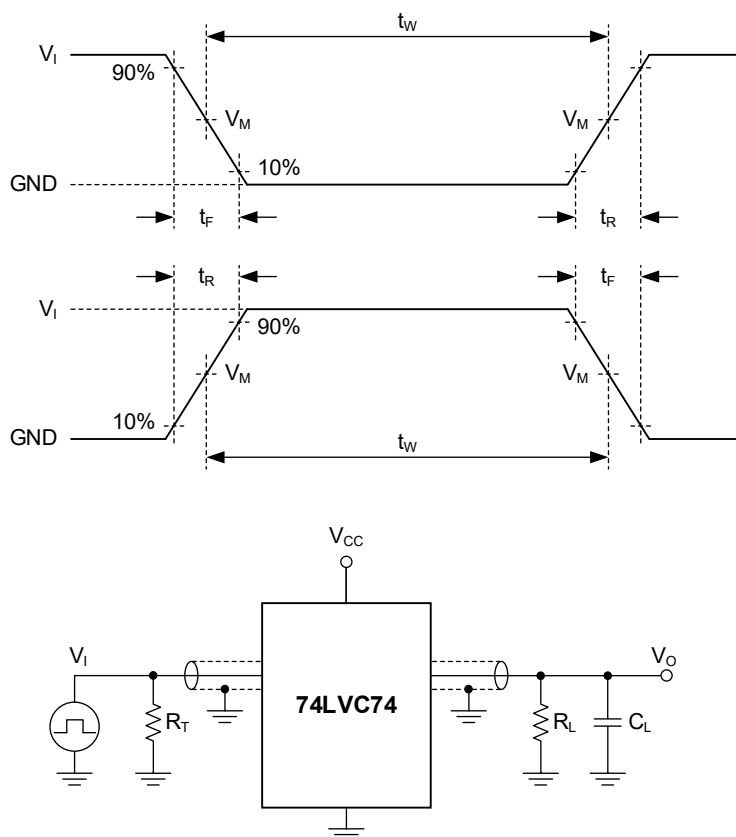 t_W
V_I
90%
V_M V_M
10%
GND
t_F t_R
t_R t_F
V_I
90%
V_M V_M
10%
GND
t_W
V_CC
V_I V_O
74LVC74
R_T R_L C_L